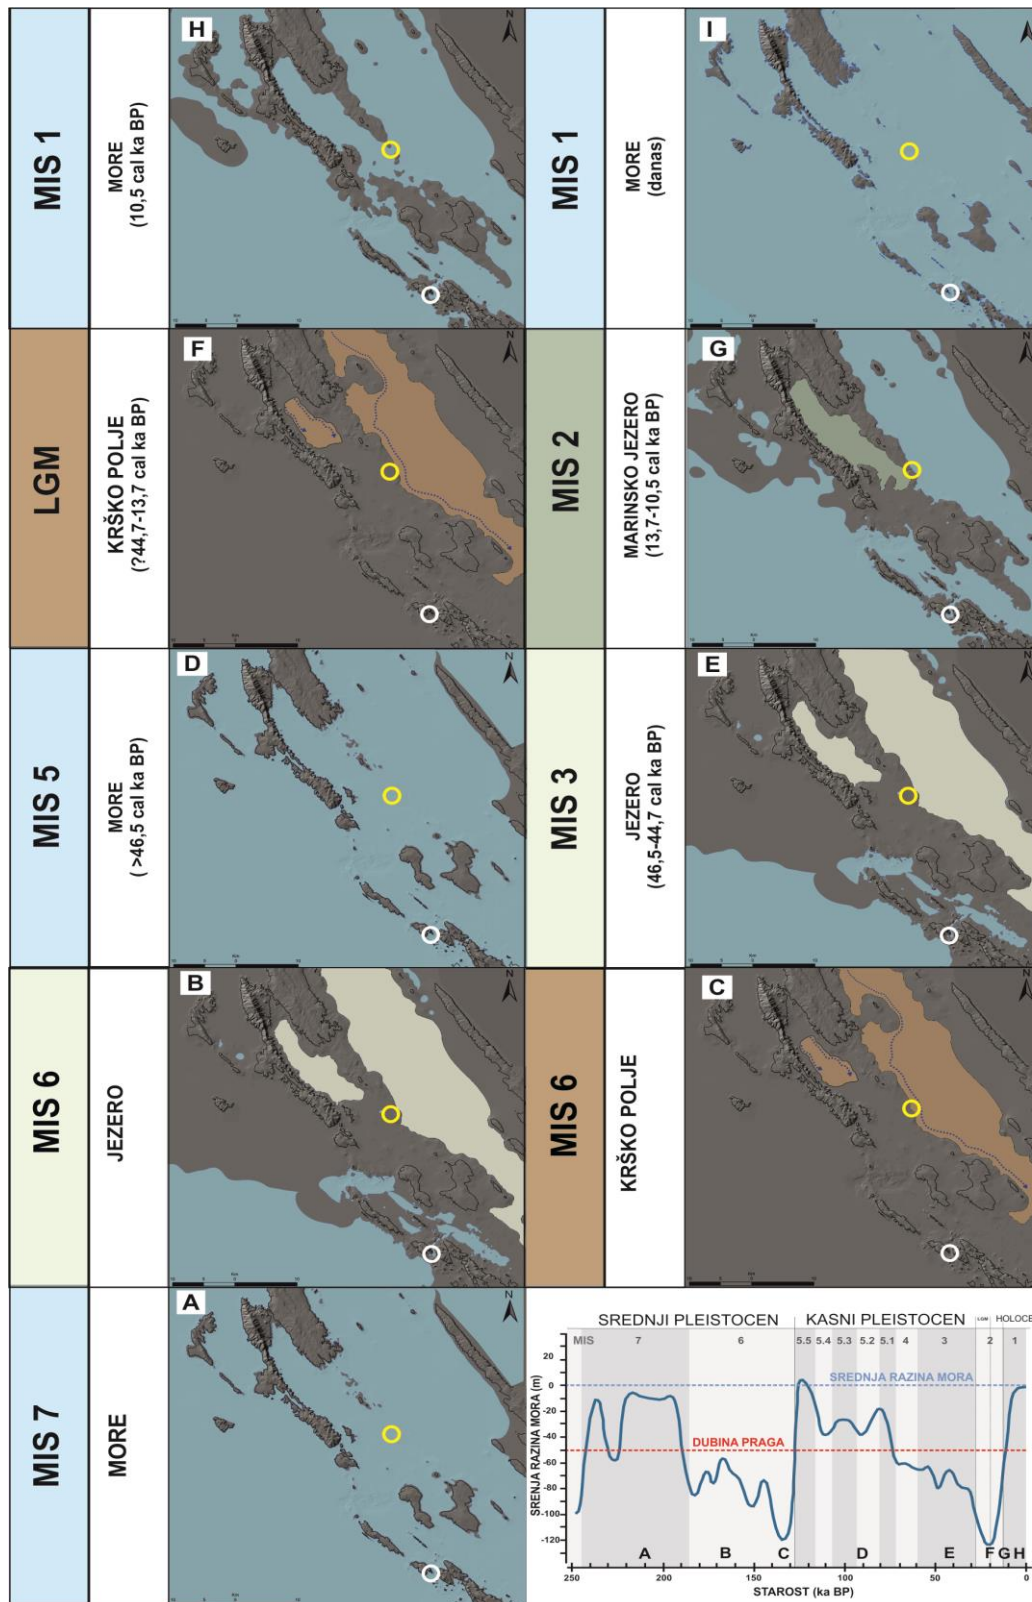 MIS 1
MORE
(10,5 cal ka BP)
H
N
MIS 1
MORE
(danas)
I
N
LGM
KRŠKO POLJE
(?44,7-13,7 cal ka BP)
F
N
MIS 2
MARINSKO JEZERO
(13,7-10,5 cal ka BP)
G
N
MIS 5
MORE
( >46,5 cal ka BP)
D
N
MIS 3
JEZERO
(46,5-44,7 cal ka BP)
E
N
MIS 6
JEZERO
B
N
MIS 6
KRŠKO POLJE
C
N
MIS 7
MORE
A
N
SREDNJI PLEISTOCEN
KASNI PLEISTOCEN
LGM
HOLOCE
MIS 7 6 5.5 5.4 5.3 5.2 5.1 4 3 2 1
SRENJA RAZINA MORA (m)
20
0
-20
-40
-60
-80
-100
-120
SREDNJA RAZINA MORA
DUBINA PRAGA
A B C D E F G H
250 200 150 100 50 0
STAROST (ka BP)